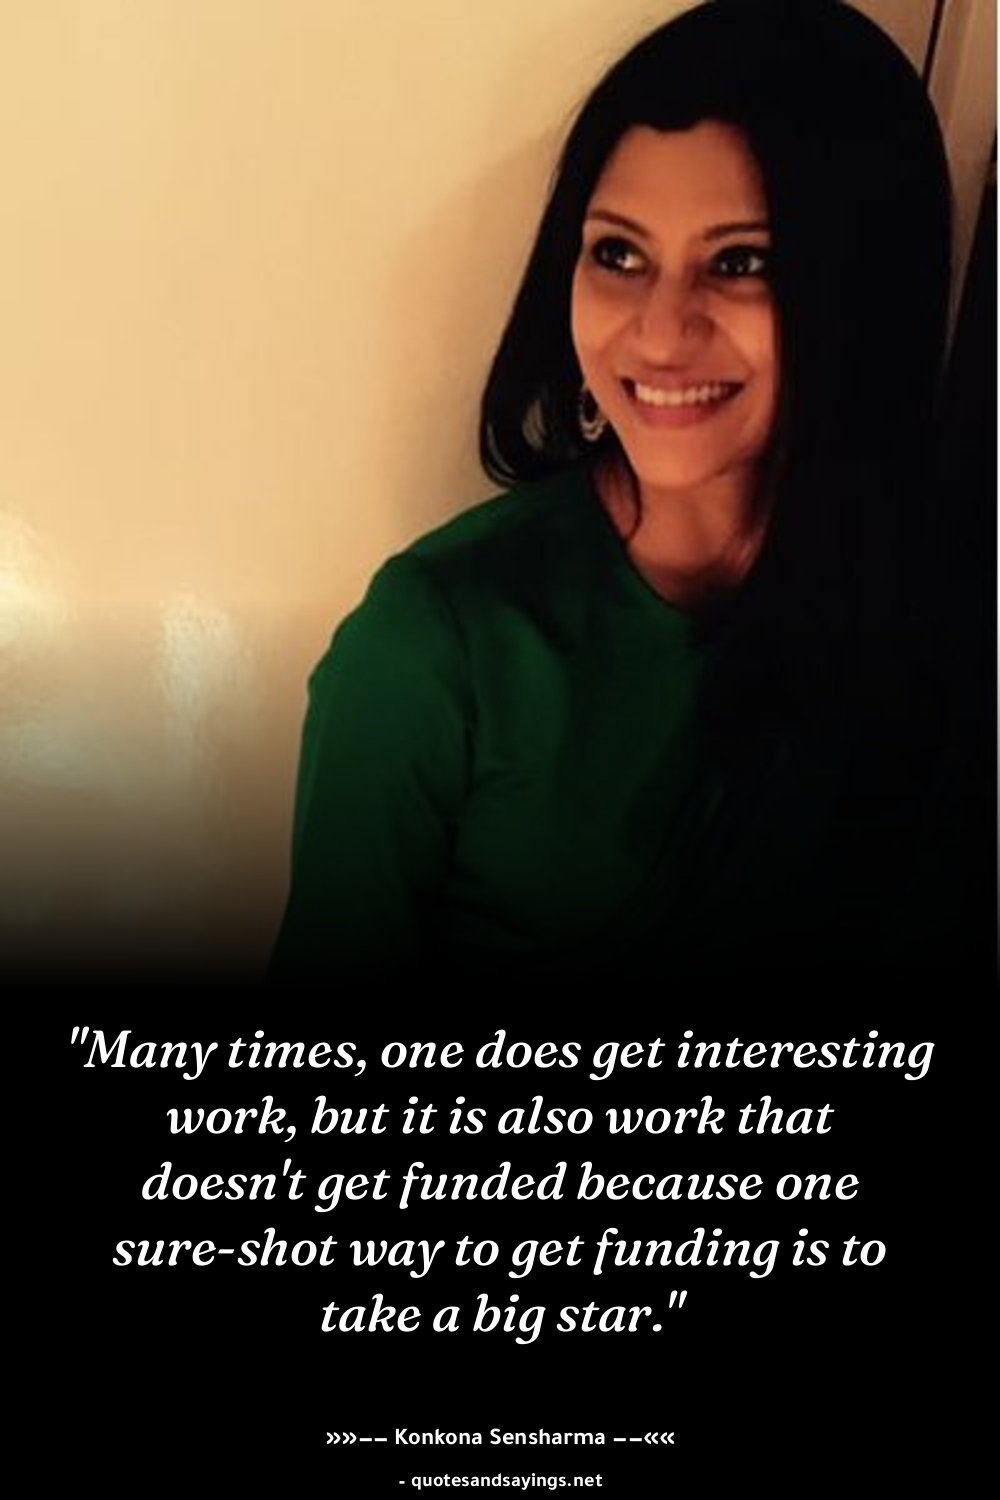 "Many times, one does get interesting
work, but it is also work that
doesn't get funded because one
sure-shot way to get funding is to
take a big star."
»»−− Konkona Sensharma −−««
- quotesandsayings.net